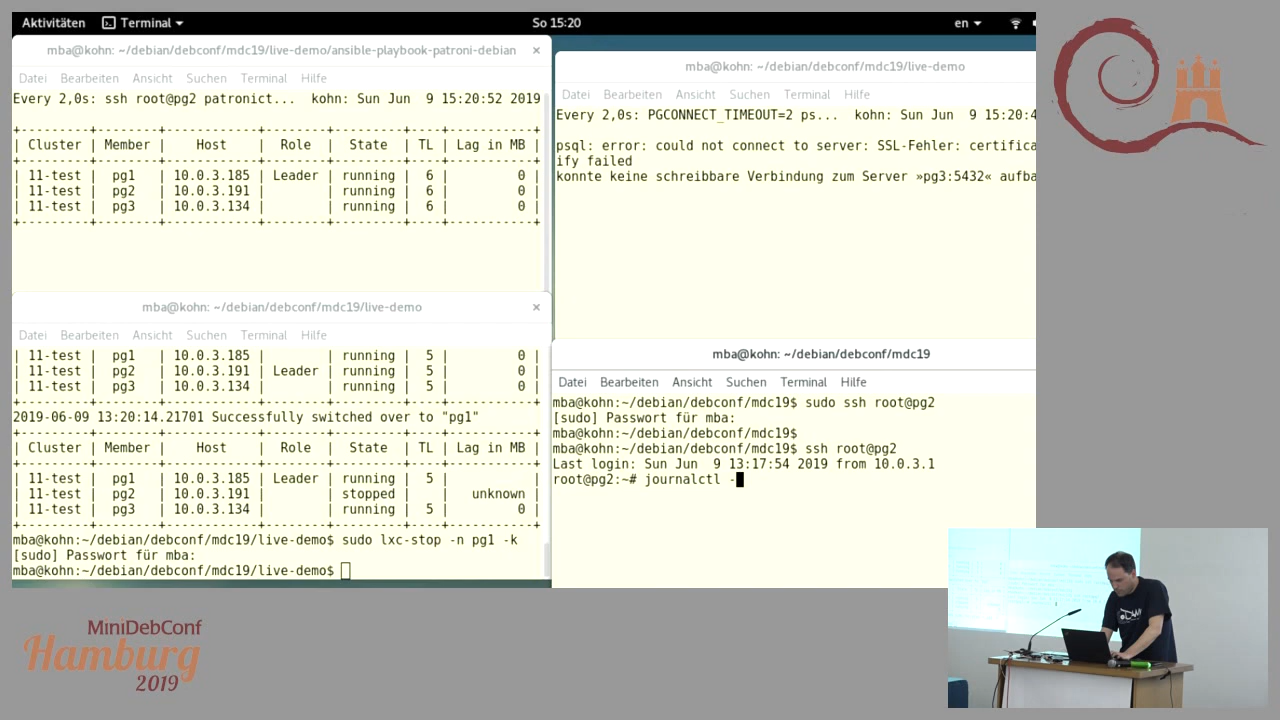 Aktivitäten Terminal So 15:20 en
mba@kohn: ~/debian/debconf/mdc19/live-demo/ansible-playbook-patroni-debian ×
Datei Bearbeiten Ansicht Suchen Terminal Hilfe
Every 2,0s: ssh root@pg2 patronict... kohn: Sun Jun 9 15:20:52 2019
+---------+--------+------------+--------+---------+----+-----------+
| Cluster | Member | Host | Role | State | TL | Lag in MB |
+---------+--------+------------+--------+---------+----+-----------+
| 11-test | pg1 | 10.0.3.185 | Leader | running | 6 | 0 |
| 11-test | pg2 | 10.0.3.191 | | running | 6 | 0 |
| 11-test | pg3 | 10.0.3.134 | | running | 6 | 0 |
+---------+--------+------------+--------+---------+----+-----------+
mba@kohn: ~/debian/debconf/mdc19/live-demo
Datei Bearbeiten Ansicht Suchen Terminal Hilfe
Every 2,0s: PGCONNECT_TIMEOUT=2 ps... kohn: Sun Jun 9 15:20:4
psql: error: could not connect to server: SSL-Fehler: certifica
ify failed
konnte keine schreibbare Verbindung zum Server »pg3:5432« aufba
mba@kohn: ~/debian/debconf/mdc19/live-demo ×
Datei Bearbeiten Ansicht Suchen Terminal Hilfe
| 11-test | pg1 | 10.0.3.185 | | running | 5 | 0 |
| 11-test | pg2 | 10.0.3.191 | Leader | running | 5 | 0 |
| 11-test | pg3 | 10.0.3.134 | | running | 5 | 0 |
+---------+--------+------------+--------+---------+----+-----------+
2019-06-09 13:20:14.21701 Successfully switched over to "pg1"
+---------+--------+------------+--------+---------+----+-----------+
| Cluster | Member | Host | Role | State | TL | Lag in MB |
+---------+--------+------------+--------+---------+----+-----------+
| 11-test | pg1 | 10.0.3.185 | Leader | running | 5 | |
| 11-test | pg2 | 10.0.3.191 | | stopped | | unknown |
| 11-test | pg3 | 10.0.3.134 | | running | 5 | 0 |
+---------+--------+------------+--------+---------+----+-----------+
mba@kohn:~/debian/debconf/mdc19/live-demo$ sudo lxc-stop -n pg1 -k
[sudo] Passwort für mba:
mba@kohn:~/debian/debconf/mdc19/live-demo$
mba@kohn: ~/debian/debconf/mdc19
Datei Bearbeiten Ansicht Suchen Terminal Hilfe
mba@kohn:~/debian/debconf/mdc19$ sudo ssh root@pg2
[sudo] Passwort für mba:
mba@kohn:~/debian/debconf/mdc19$
mba@kohn:~/debian/debconf/mdc19$ ssh root@pg2
Last login: Sun Jun 9 13:17:54 2019 from 10.0.3.1
root@pg2:~# journalctl -
MiniDebConf
Hamburg
2019